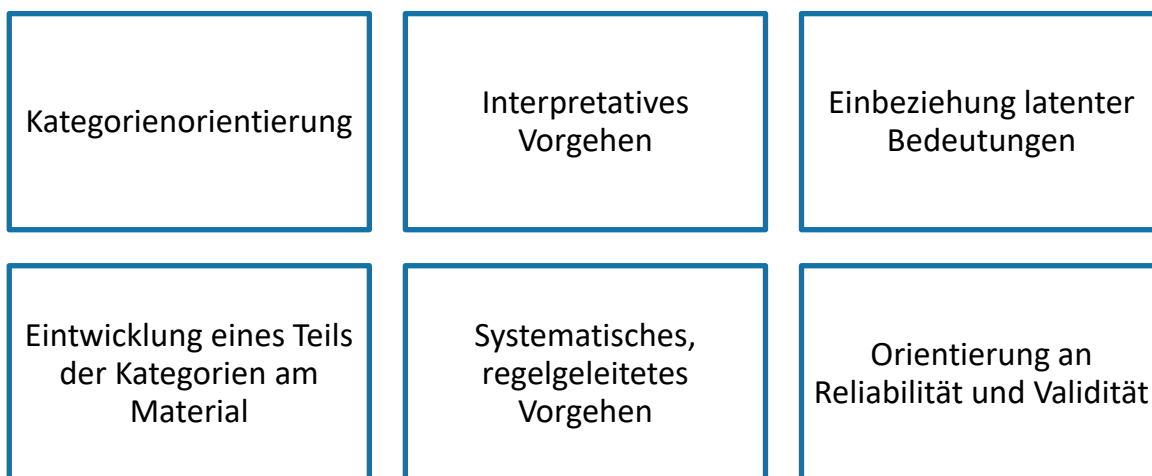 Kategorienorientierung
Interpretatives
Vorgehen
Einbeziehung latenter
Bedeutungen
Eintwicklung eines Teils
der Kategorien am
Material
Systematisches,
regelgeleitetes
Vorgehen
Orientierung an
Reliabilität und Validität